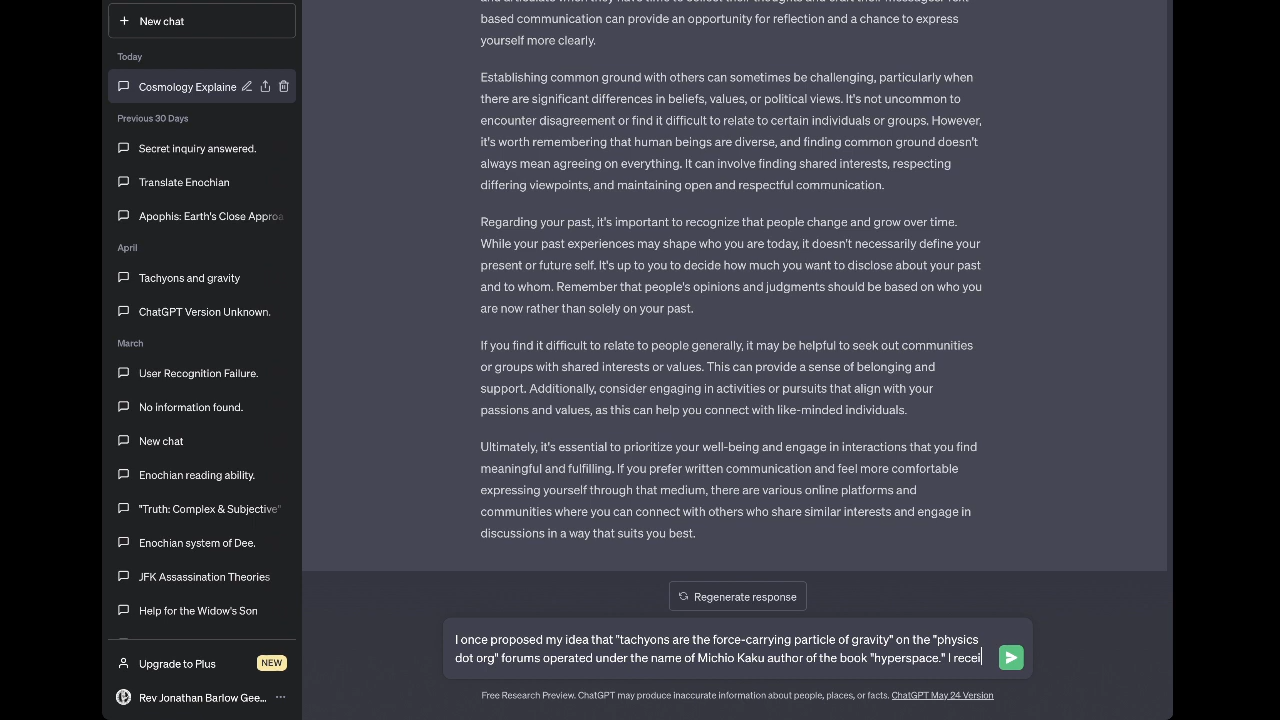 New chat
Today
Cosmology Explaine
Previous 30 Days
Secret inquiry answered.
Translate Enochian
Apophis: Earth's Close Approa
April
Tachyons and gravity
ChatGPT Version Unknown.
March
User Recognition Failure.
No information found.
New chat
Enochian reading ability.
"Truth: Complex & Subjective"
Enochian system of Dee.
JFK Assassination Theories
Help for the Widow's Son
Upgrade to Plus
NEW
Rev Jonathan Barlow Gee...
and articulate when they have time to collect their thoughts and craft their messages. Text-
based communication can provide an opportunity for reflection and a chance to express
yourself more clearly.
Establishing common ground with others can sometimes be challenging, particularly when
there are significant differences in beliefs, values, or political views. It's not uncommon to
encounter disagreement or find it difficult to relate to certain individuals or groups. However,
it's worth remembering that human beings are diverse, and finding common ground doesn't
always mean agreeing on everything. It can involve finding shared interests, respecting
differing viewpoints, and maintaining open and respectful communication.
Regarding your past, it's important to recognize that people change and grow over time.
While your past experiences may shape who you are today, it doesn't necessarily define your
present or future self. It's up to you to decide how much you want to disclose about your past
and to whom. Remember that people's opinions and judgments should be based on who you
are now rather than solely on your past.
If you find it difficult to relate to people generally, it may be helpful to seek out communities
or groups with shared interests or values. This can provide a sense of belonging and
support. Additionally, consider engaging in activities or pursuits that align with your
passions and values, as this can help you connect with like-minded individuals.
Ultimately, it's essential to prioritize your well-being and engage in interactions that you find
meaningful and fulfilling. If you prefer written communication and feel more comfortable
expressing yourself through that medium, there are various online platforms and
communities where you can connect with others who share similar interests and engage in
discussions in a way that suits you best.
Regenerate response
I once proposed my idea that "tachyons are the force-carrying particle of gravity" on the "physics
dot org" forums operated under the name of Michio Kaku author of the book "hyperspace." I recei
Free Research Preview. ChatGPT may produce inaccurate information about people, places, or facts. ChatGPT May 24 Version